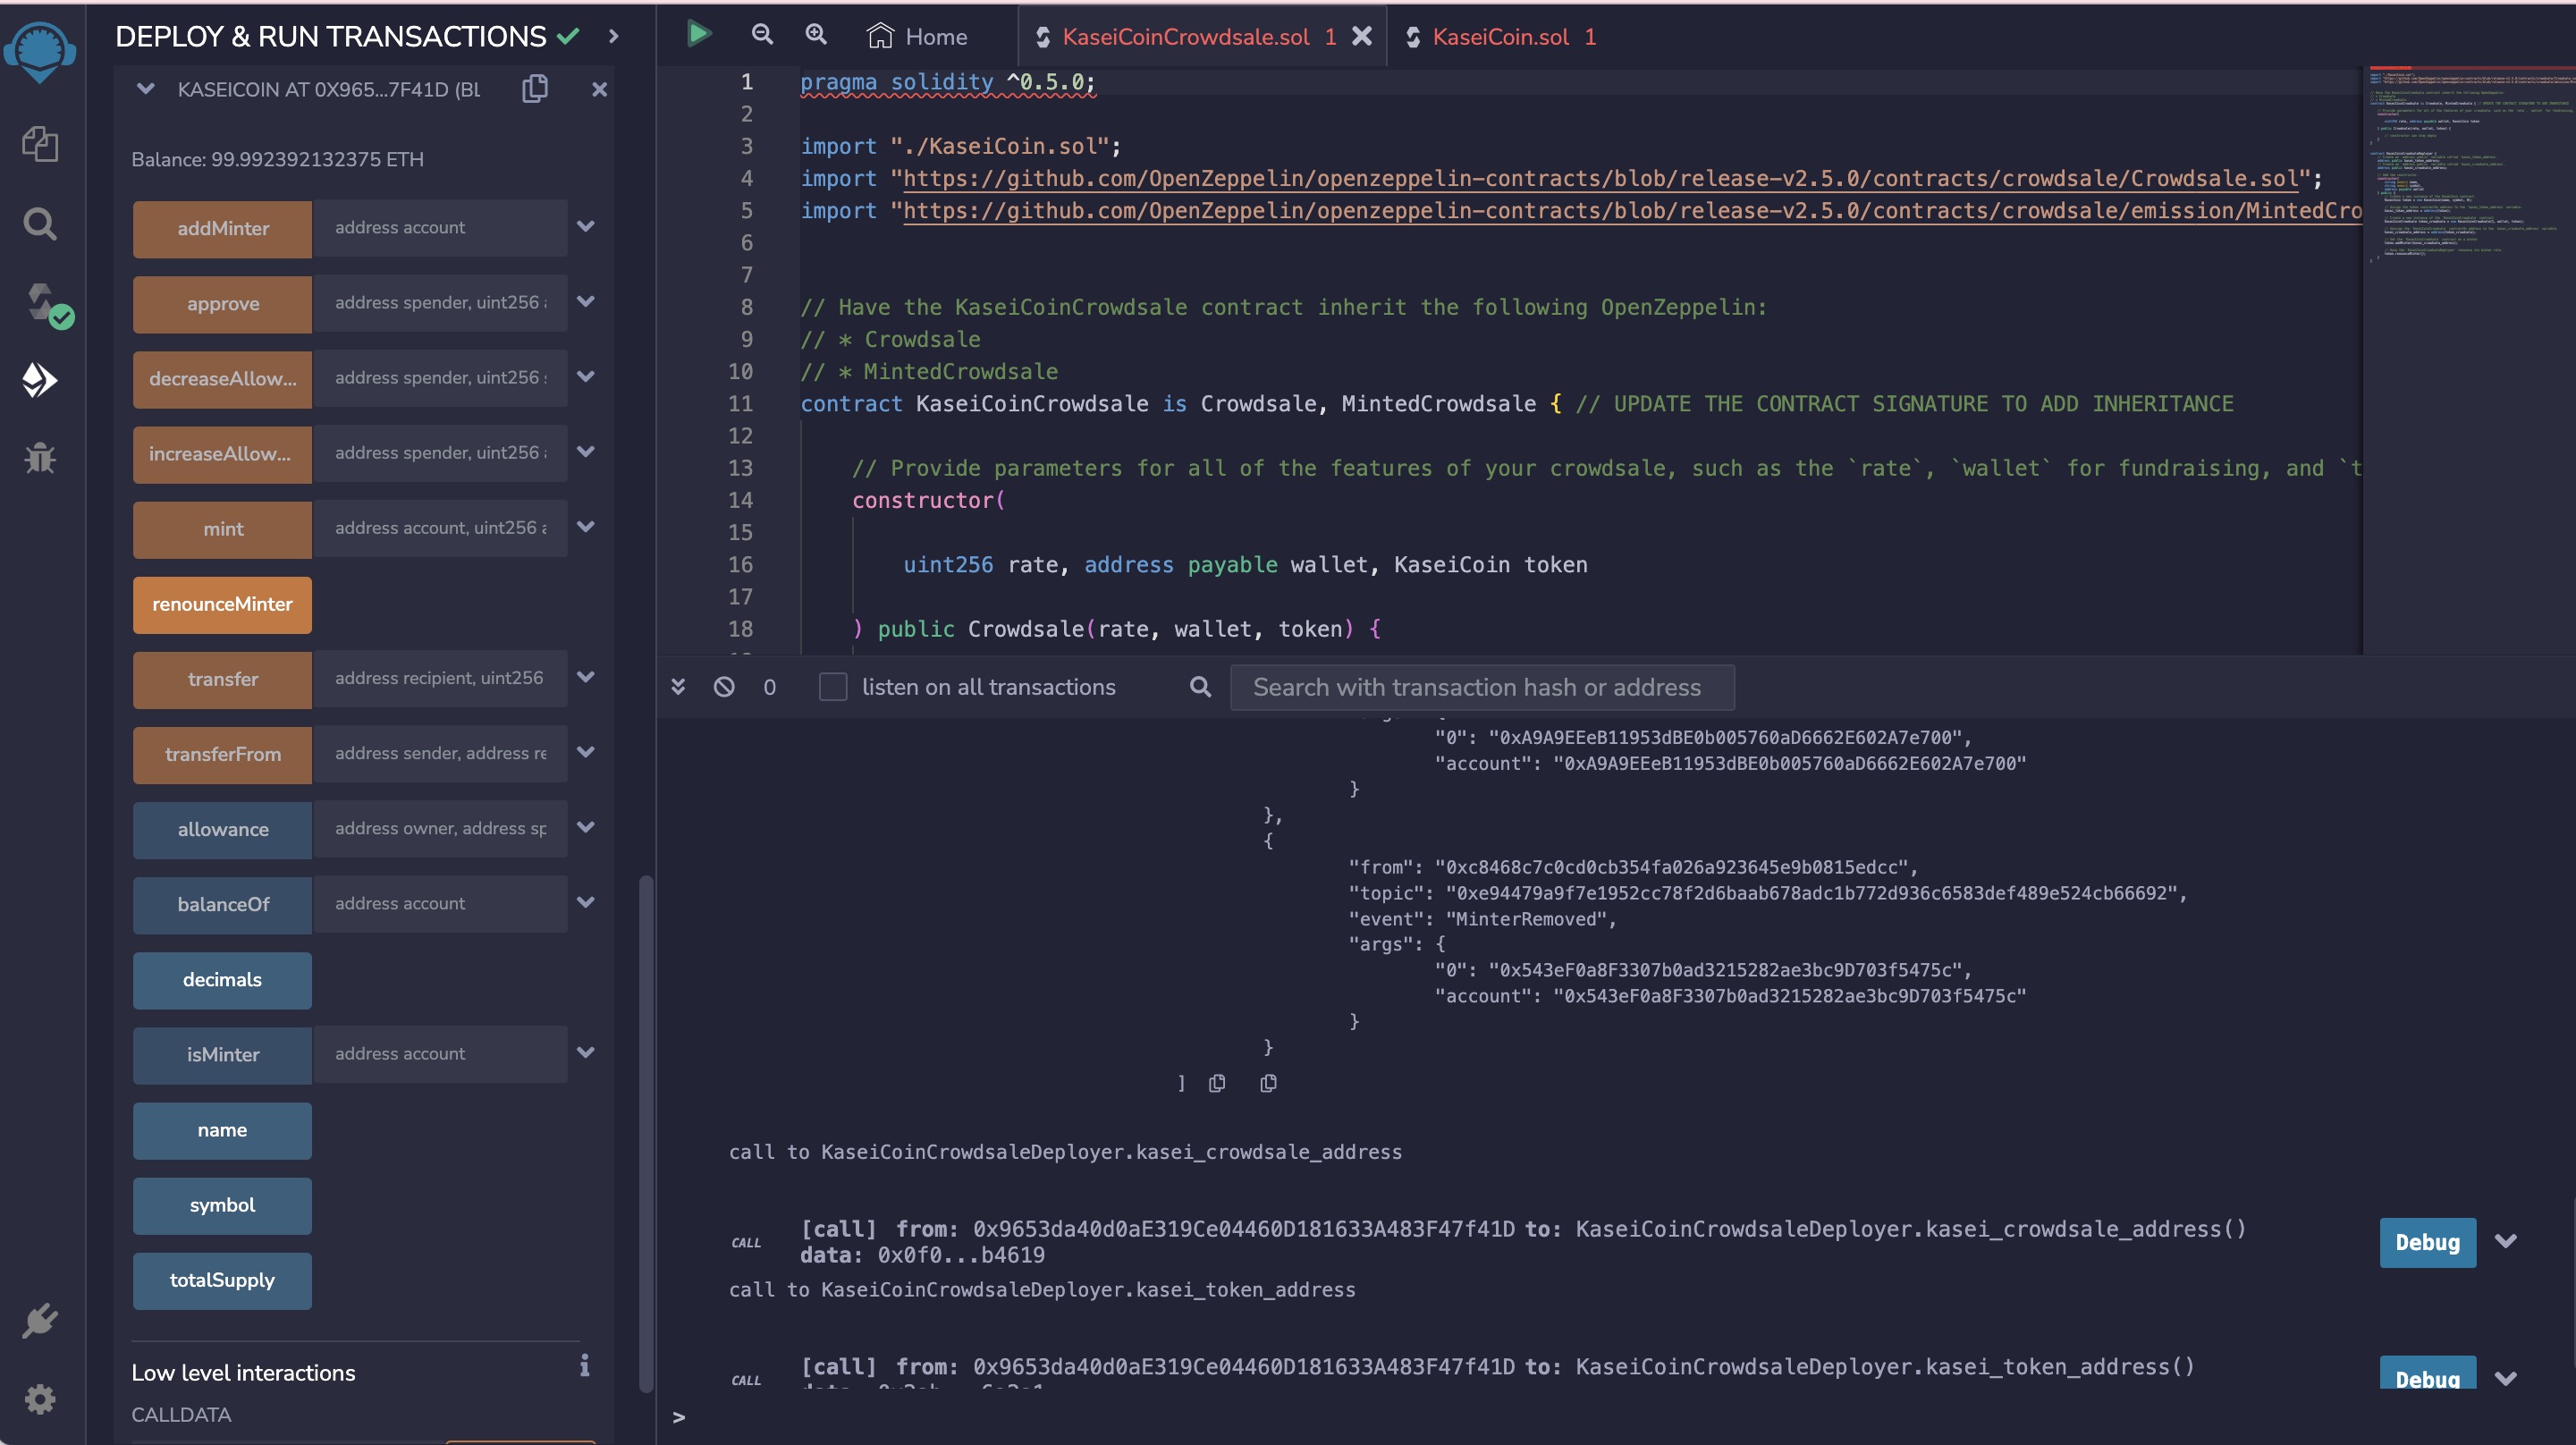 DEPLOY & RUN TRANSACTIONS
KASEICOIN AT 0X965...7F41D (BL
Balance: 99.992392132375 ETH
addMinter address account
approve address spender, uint256
decreaseAllow... address spender, uint256
increaseAllow... address spender, uint256
mint address account, uint256
renounceMinter
transfer address recipient, uint256
transferFrom address sender, address re
allowance address owner, address sp
balanceOf address account
decimals
isMinter address account
name
symbol
totalSupply
Low level interactions
CALLDATA
Home
KaseiCoinCrowdsale.sol 1
KaseiCoin.sol 1
1 pragma solidity ^0.5.0;
2
3 import "./KaseiCoin.sol";
4 import "https://github.com/OpenZeppelin/openzeppelin-contracts/blob/release-v2.5.0/contracts/crowdsale/Crowdsale.sol";
5 import "https://github.com/OpenZeppelin/openzeppelin-contracts/blob/release-v2.5.0/contracts/crowdsale/emission/MintedCro
6
7
8 // Have the KaseiCoinCrowdsale contract inherit the following OpenZeppelin:
9 // * Crowdsale
10 // * MintedCrowdsale
11 contract KaseiCoinCrowdsale is Crowdsale, MintedCrowdsale { // UPDATE THE CONTRACT SIGNATURE TO ADD INHERITANCE
12
13 // Provide parameters for all of the features of your crowdsale, such as the `rate`, `wallet` for fundraising, and `t
14 constructor(
15
16 uint256 rate, address payable wallet, KaseiCoin token
17
18 ) public Crowdsale(rate, wallet, token) {
0 listen on all transactions Search with transaction hash or address
"0": "0xA9A9EEeB11953dBE0b005760aD6662E602A7e700",
"account": "0xA9A9EEeB11953dBE0b005760aD6662E602A7e700"
}
},
{
"from": "0xc8468c7c0cd0cb354fa026a923645e9b0815edcc",
"topic": "0xe94479a9f7e1952cc78f2d6baab678adc1b772d936c6583def489e524cb66692",
"event": "MinterRemoved",
"args": {
"0": "0x543eF0a8F3307b0ad3215282ae3bc9D703f5475c",
"account": "0x543eF0a8F3307b0ad3215282ae3bc9D703f5475c"
}
}
]
call to KaseiCoinCrowdsaleDeployer.kasei_crowdsale_address
CALL [call] from: 0x9653da40d0aE319Ce04460D181633A483F47f41D to: KaseiCoinCrowdsaleDeployer.kasei_crowdsale_address()
data: 0x0f0...b4619
Debug
call to KaseiCoinCrowdsaleDeployer.kasei_token_address
CALL [call] from: 0x9653da40d0aE319Ce04460D181633A483F47f41D to: KaseiCoinCrowdsaleDeployer.kasei_token_address()
Debug
>